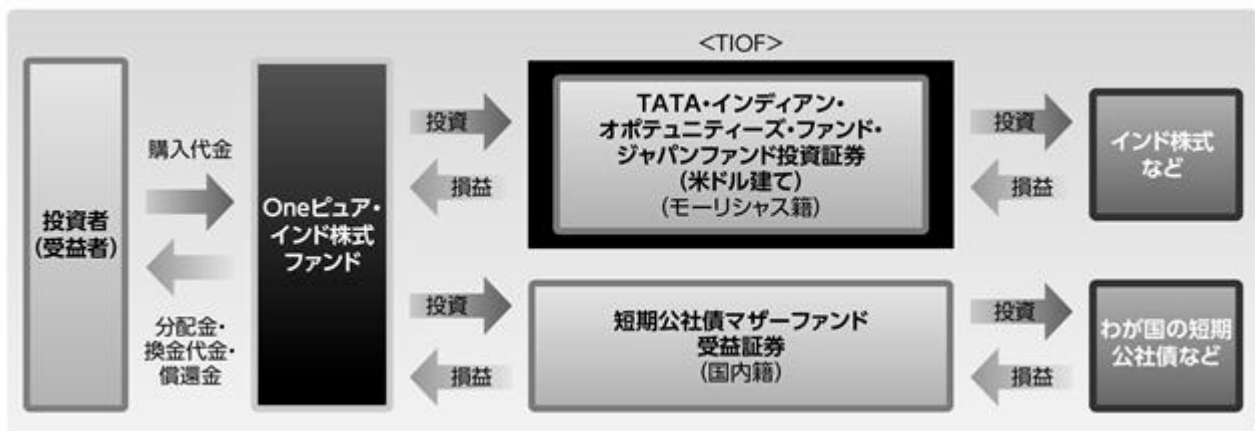 <TIOF>
投資者
(受益者)
購入代金
分配金・
換金代金・
償還金
Oneピュア・
インド株式
ファンド
投資
損益
TATA・インディアン・
オポテュニティーズ・ファンド・
ジャパンファンド投資証券
(米ドル建て)
(モーリシャス籍)
投資
損益
インド株式
など
投資
損益
短期公社債マザーファンド
受益証券
(国内籍)
投資
損益
わが国の短期
公社債など